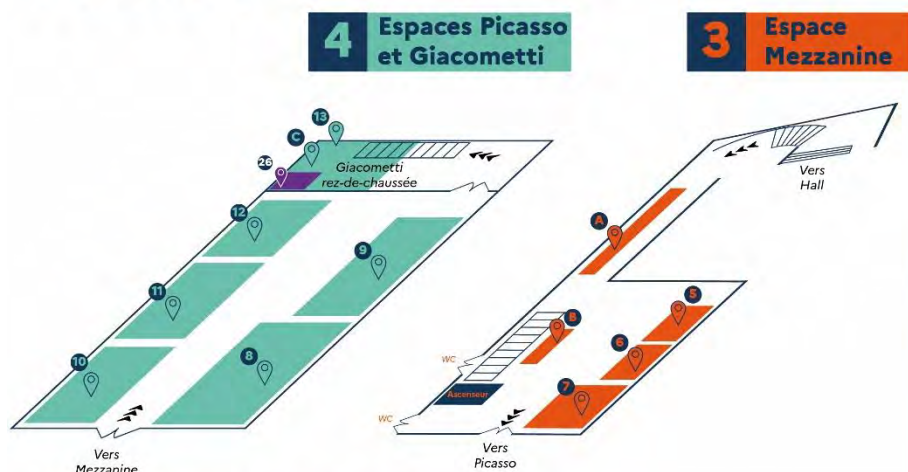 4
Espaces Picasso
et Giacometti
3
Espace
Mezzanine
13
C
26
Giacometti
rez-de-chaussée
12
9
11
10
8
Vers
Mezzanine
Vers
Hall
A
5
B
6
7
WC
Ascenseur
WC
Vers
Picasso